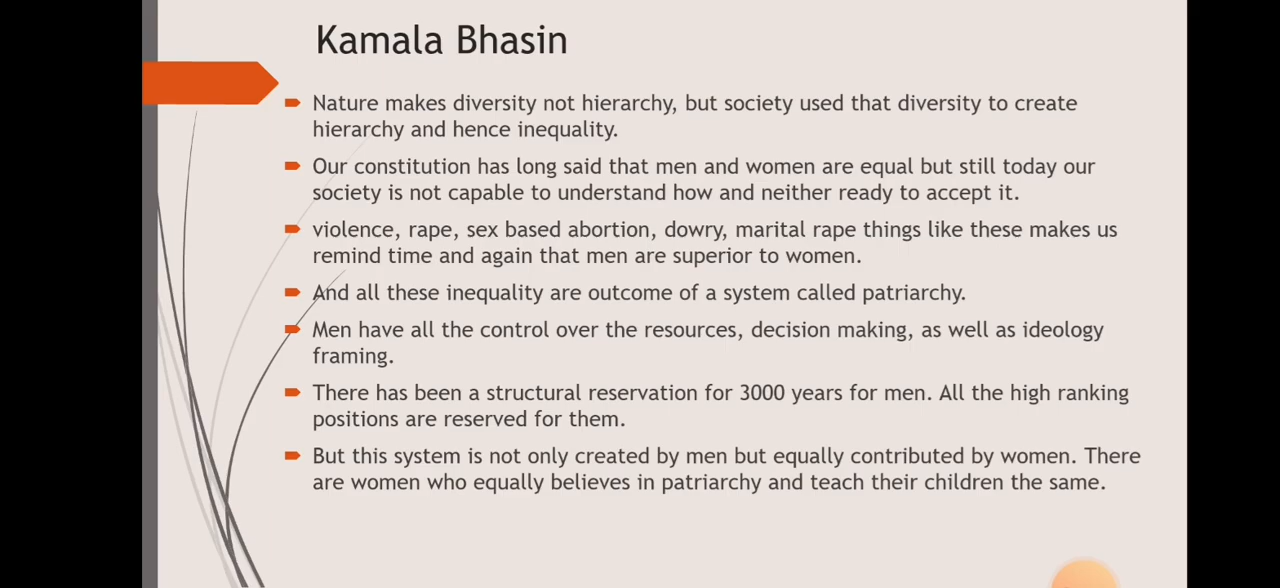 Kamala Bhasin
Nature makes diversity not hierarchy, but society used that diversity to create
hierarchy and hence inequality.
Our constitution has long said that men and women are equal but still today our
society is not capable to understand how and neither ready to accept it.
violence, rape, sex based abortion, dowry, marital rape things like these makes us
remind time and again that men are superior to women.
And all these inequality are outcome of a system called patriarchy.
Men have all the control over the resources, decision making, as well as ideology
framing.
There has been a structural reservation for 3000 years for men. All the high ranking
positions are reserved for them.
But this system is not only created by men but equally contributed by women. There
are women who equally believes in patriarchy and teach their children the same.